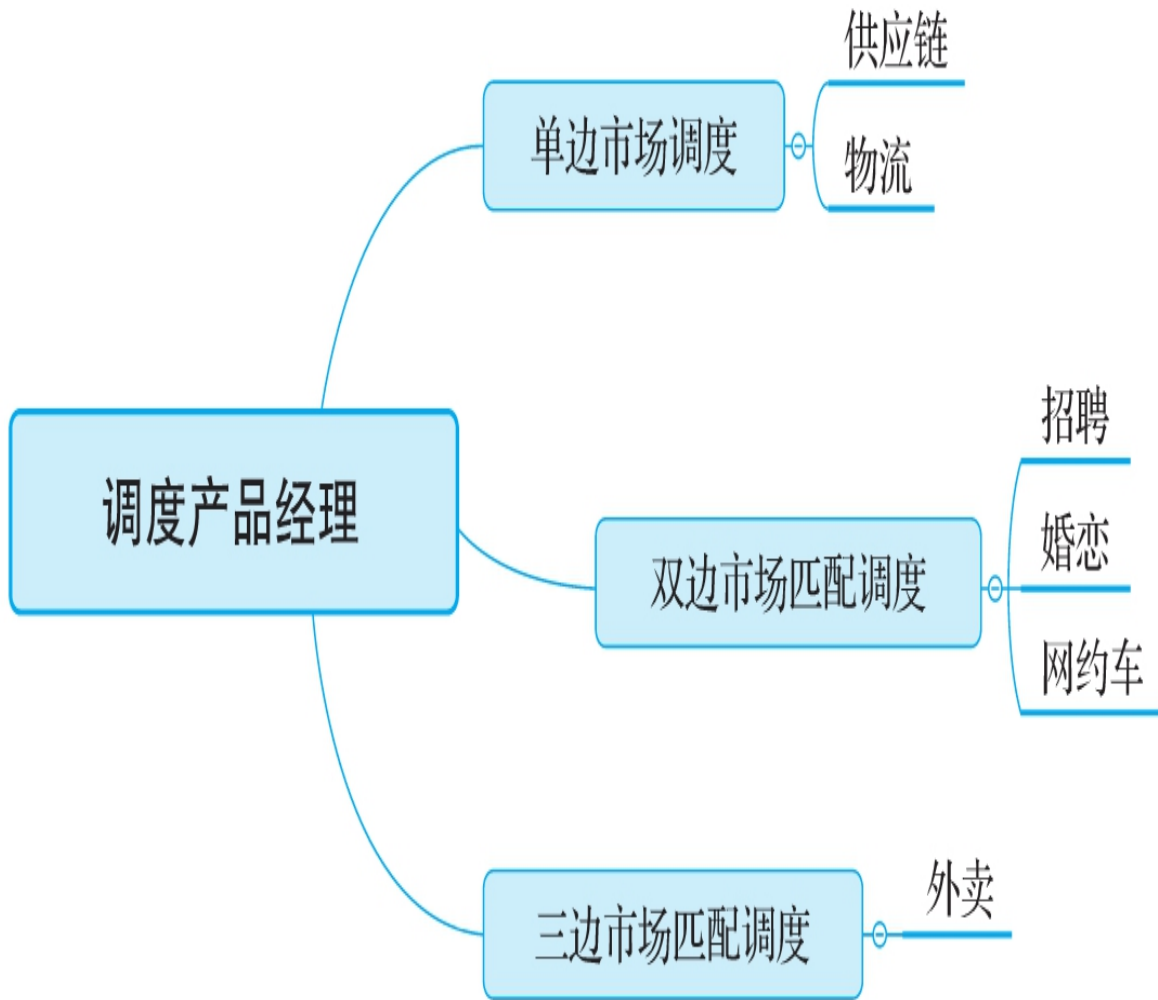 调度产品经理
单边市场调度
供应链
物流
双边市场匹配调度
招聘
婚恋
网约车
三边市场匹配调度
外卖